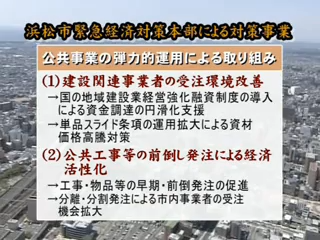 浜松市緊急経済対策本部による対策事業
公共事業の弾力的運用による取り組み
(1)建設関連事業者の受注環境改善
→国の地域建設業経営強化融資制度の導入
による資金調達の円滑化支援
→単品スライド条項の運用拡大による資材
価格高騰対策
(2)公共工事等の前倒し発注による経済
活性化
→工事・物品等の早期・前倒発注の促進
→分離・分割発注による市内事業者の受注
機会拡大